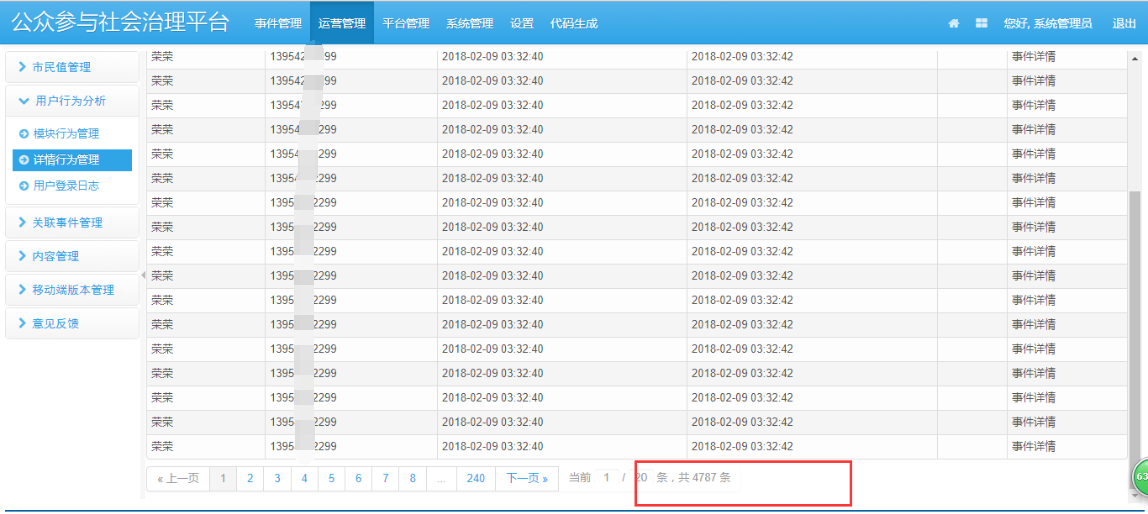 公众参与社会治理平台 事件管理 运营管理 平台管理 系统管理 设置 代码生成 您好, 系统管理员 退出
市民值管理
用户行为分析
模块行为管理
详情行为管理
用户登录日志
关联事件管理
内容管理
移动端版本管理
意见反馈
荣荣 13954 299 2018-02-09 03:32:40 2018-02-09 03:32:42 事件详情
荣荣 13954 299 2018-02-09 03:32:40 2018-02-09 03:32:42 事件详情
荣荣 13954 299 2018-02-09 03:32:40 2018-02-09 03:32:42 事件详情
荣荣 13954 2299 2018-02-09 03:32:40 2018-02-09 03:32:42 事件详情
荣荣 13954 2299 2018-02-09 03:32:40 2018-02-09 03:32:42 事件详情
荣荣 1395 2299 2018-02-09 03:32:40 2018-02-09 03:32:42 事件详情
荣荣 1395 2299 2018-02-09 03:32:40 2018-02-09 03:32:42 事件详情
荣荣 1395 2299 2018-02-09 03:32:40 2018-02-09 03:32:42 事件详情
荣荣 1395 2299 2018-02-09 03:32:40 2018-02-09 03:32:42 事件详情
荣荣 1395 2299 2018-02-09 03:32:40 2018-02-09 03:32:42 事件详情
荣荣 1395 2299 2018-02-09 03:32:40 2018-02-09 03:32:42 事件详情
荣荣 1395 2299 2018-02-09 03:32:40 2018-02-09 03:32:42 事件详情
荣荣 1395 2299 2018-02-09 03:32:40 2018-02-09 03:32:42 事件详情
荣荣 1395 2299 2018-02-09 03:32:40 2018-02-09 03:32:42 事件详情
荣荣 1395 2299 2018-02-09 03:32:40 2018-02-09 03:32:42 事件详情
荣荣 1395 2299 2018-02-09 03:32:40 2018-02-09 03:32:42 事件详情
荣荣 1395 2299 2018-02-09 03:32:40 2018-02-09 03:32:42 事件详情
« 上一页 1 2 3 4 5 6 7 8 ... 240 下一页 » 当前 1 / 20 条，共 4787 条
63